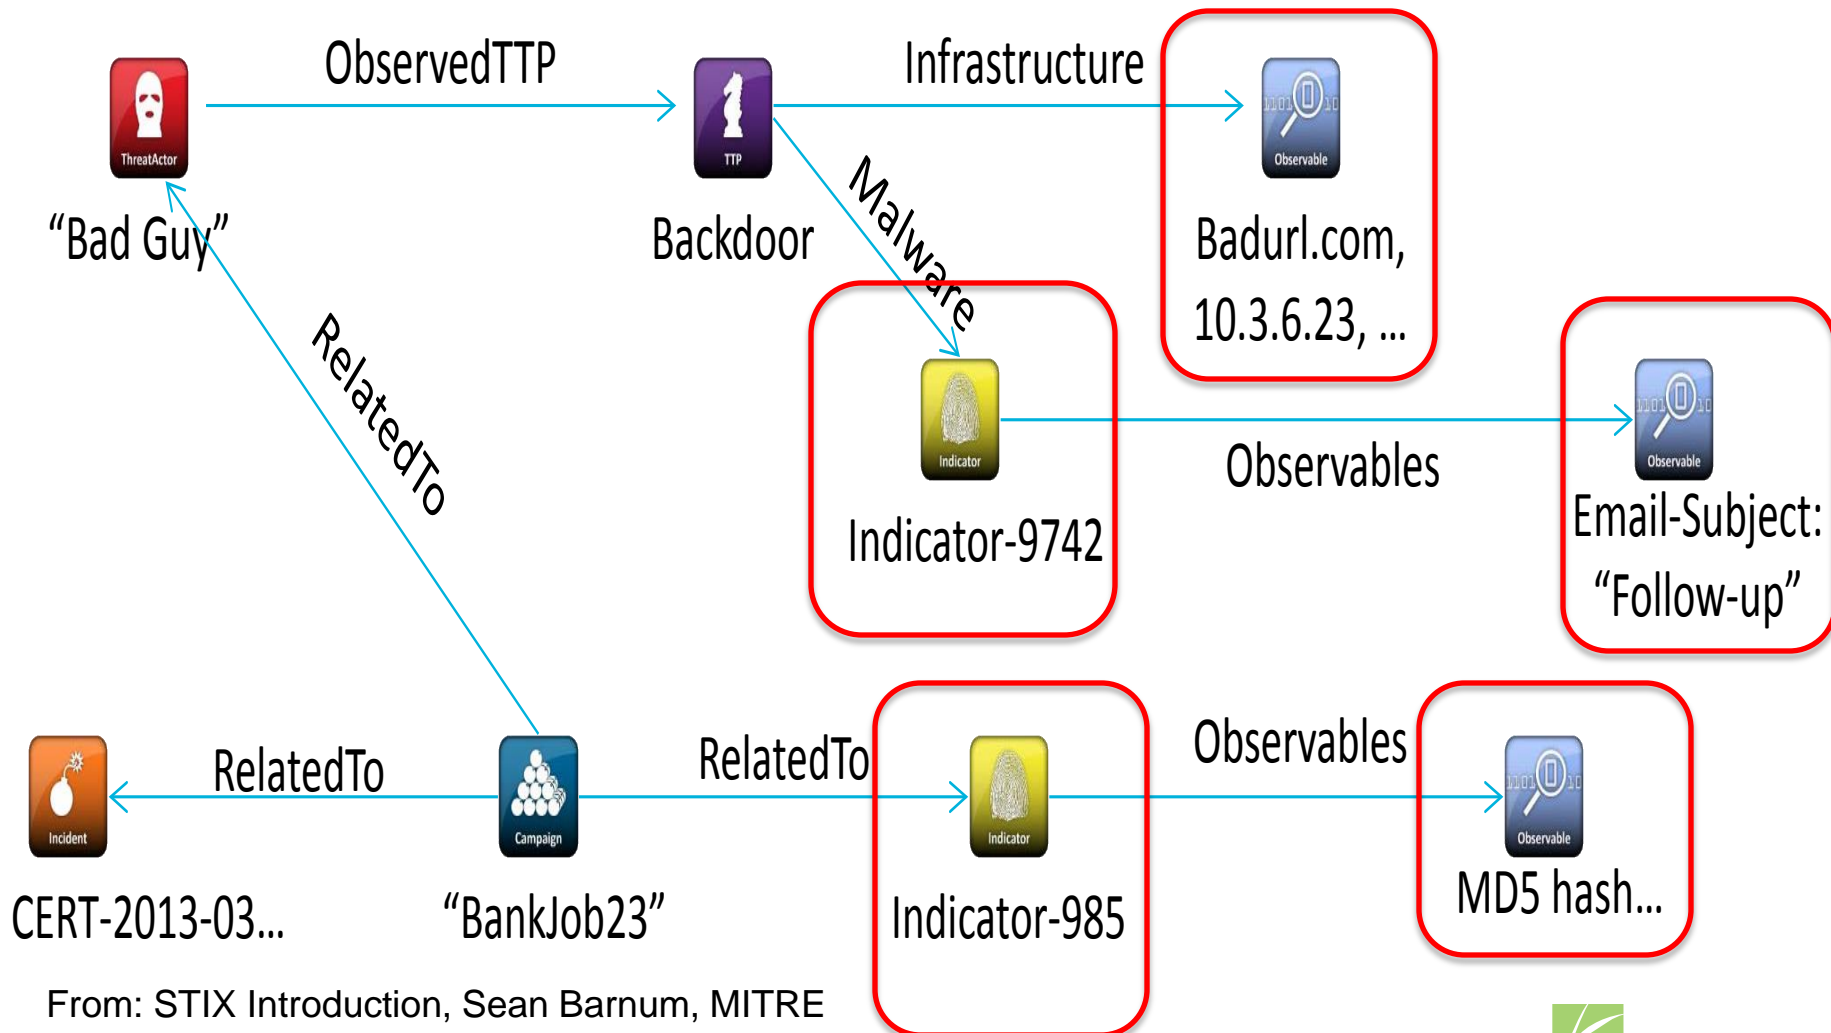 ObservedTTP
Infrastructure
ThreatActor
TTP
Observable
“Bad Guy”
Backdoor
Malware
Badurl.com,
10.3.6.23, ...
RelatedTo
Indicator
Observable
Observables
Indicator-9742
Email-Subject:
“Follow-up”
RelatedTo
RelatedTo
Observables
Incident
Campaign
Indicator
Observable
CERT-2013-03...
“BankJob23”
Indicator-985
MD5 hash...
From: STIX Introduction, Sean Barnum, MITRE